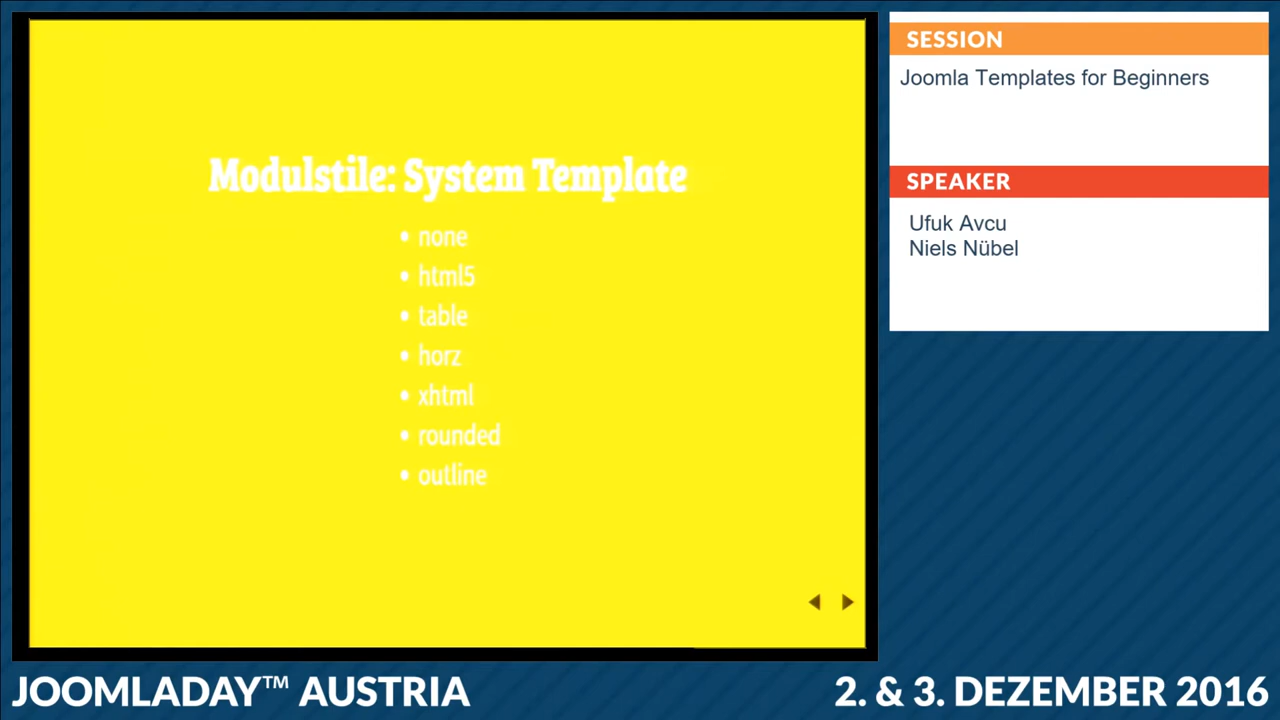 Modulstile: System Template
• none
• html5
• table
• horz
• xhtml
• rounded
• outline
SESSION
Joomla Templates for Beginners
SPEAKER
Ufuk Avcu
Niels Nübel
JOOMLADAY™ AUSTRIA
2. & 3. DEZEMBER 2016